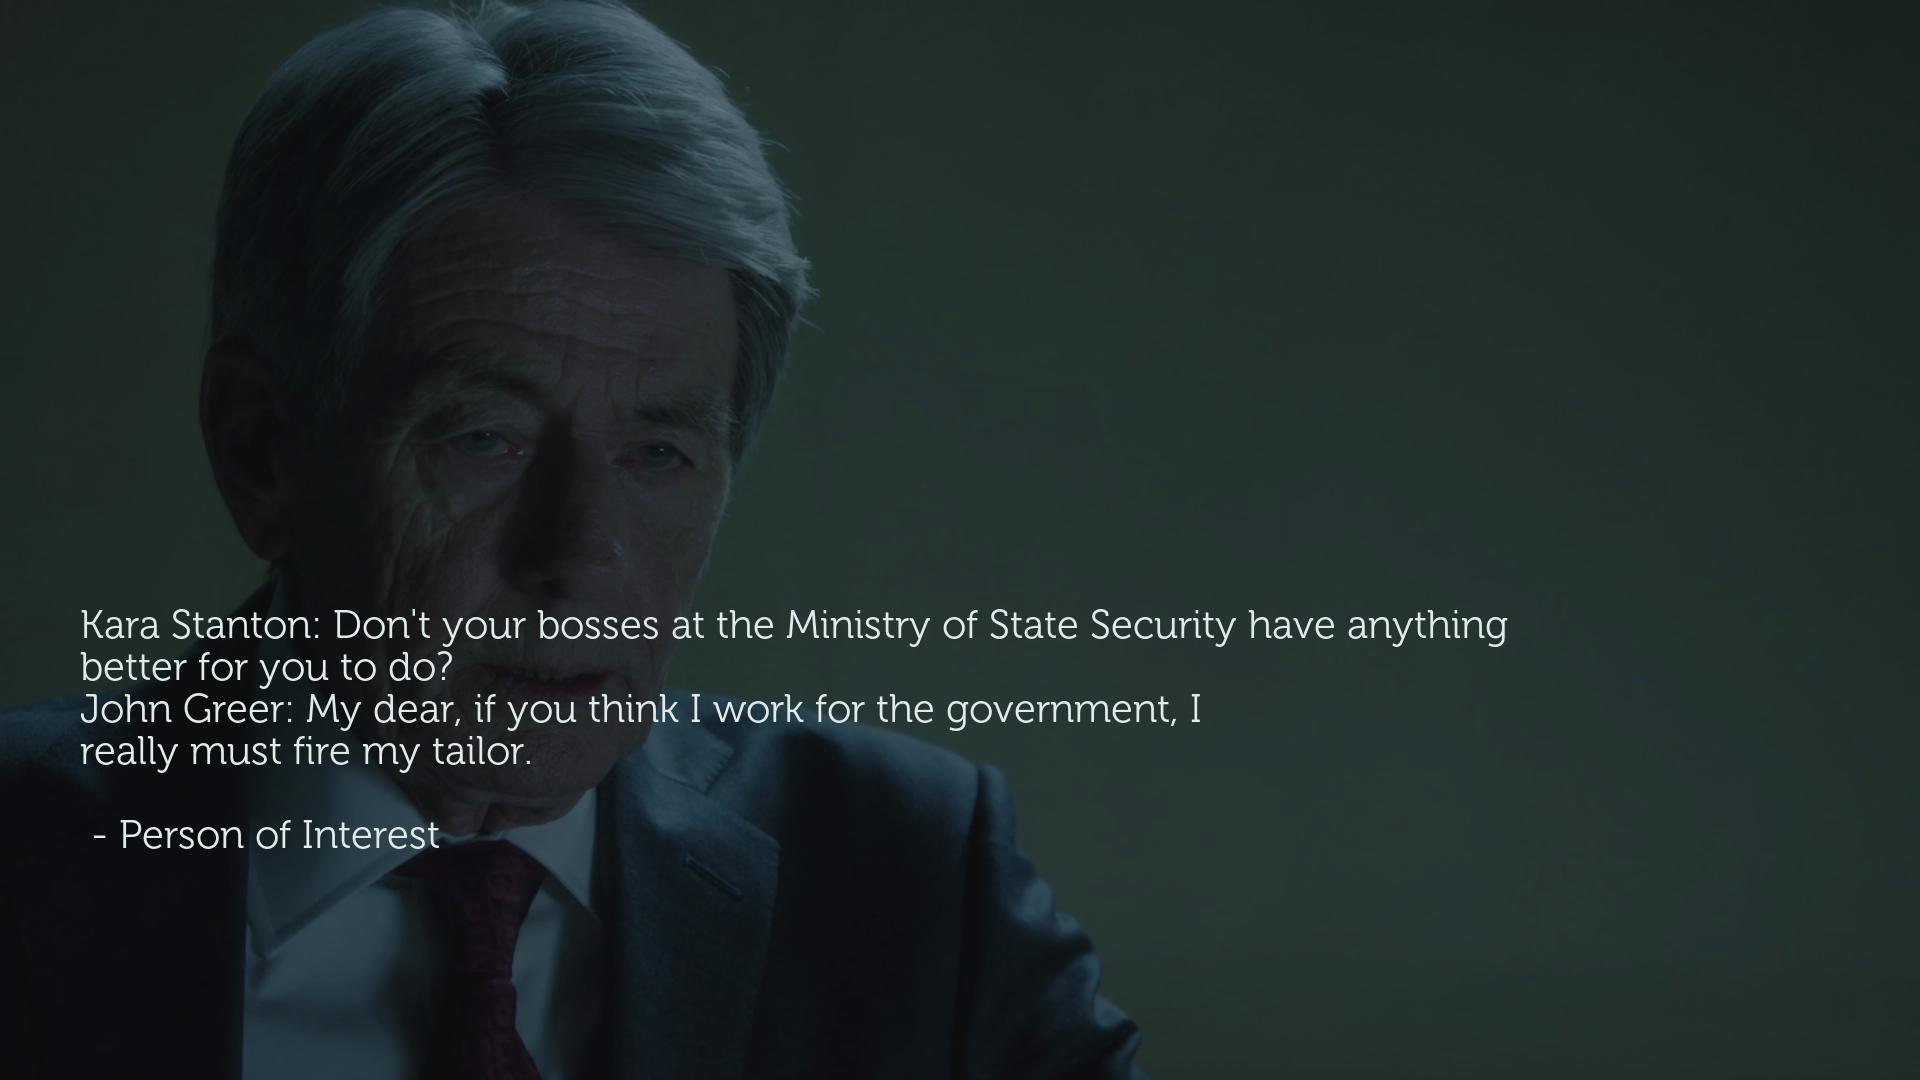 Kara Stanton: Don't your bosses at the Ministry of State Security have anything
better for you to do?
John Greer: My dear, if you think I work for the government, I
really must fire my tailor.
- Person of Interest